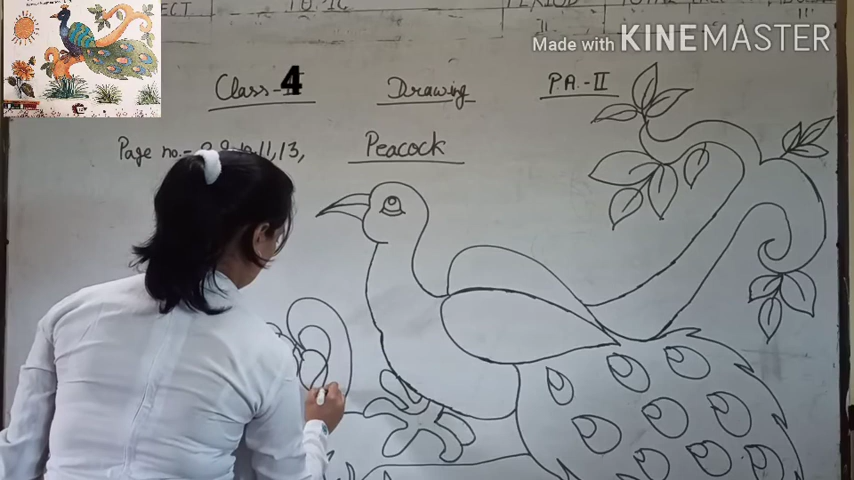 Made with KINEMASTER
Class-4 Drawing P.A.-II
Page no.- 11, 13, Peacock